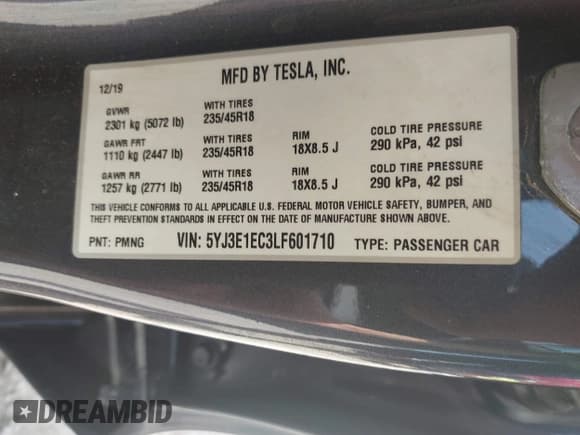 MFD BY TESLA, INC.
12/19
GVWR WITH TIRES
2301 kg (5072 lb) 235/45R18
GAWR FRT WITH TIRES RIM COLD TIRE PRESSURE
1110 kg (2447 lb) 235/45R18 18X8.5 J 290 kPa, 42 psi
GAWR RR WITH TIRES RIM COLD TIRE PRESSURE
1257 kg (2771 lb) 235/45R18 18X8.5 J 290 kPa, 42 psi
THIS VEHICLE CONFORMS TO ALL APPLICABLE U.S. FEDERAL MOTOR VEHICLE SAFETY, BUMPER, AND
THEFT PREVENTION STANDARDS IN EFFECT ON THE DATE OF MANUFACTURE SHOWN ABOVE.
PNT: PMNG VIN: 5YJ3E1EC3LF601710 TYPE: PASSENGER CAR
DREAMBID